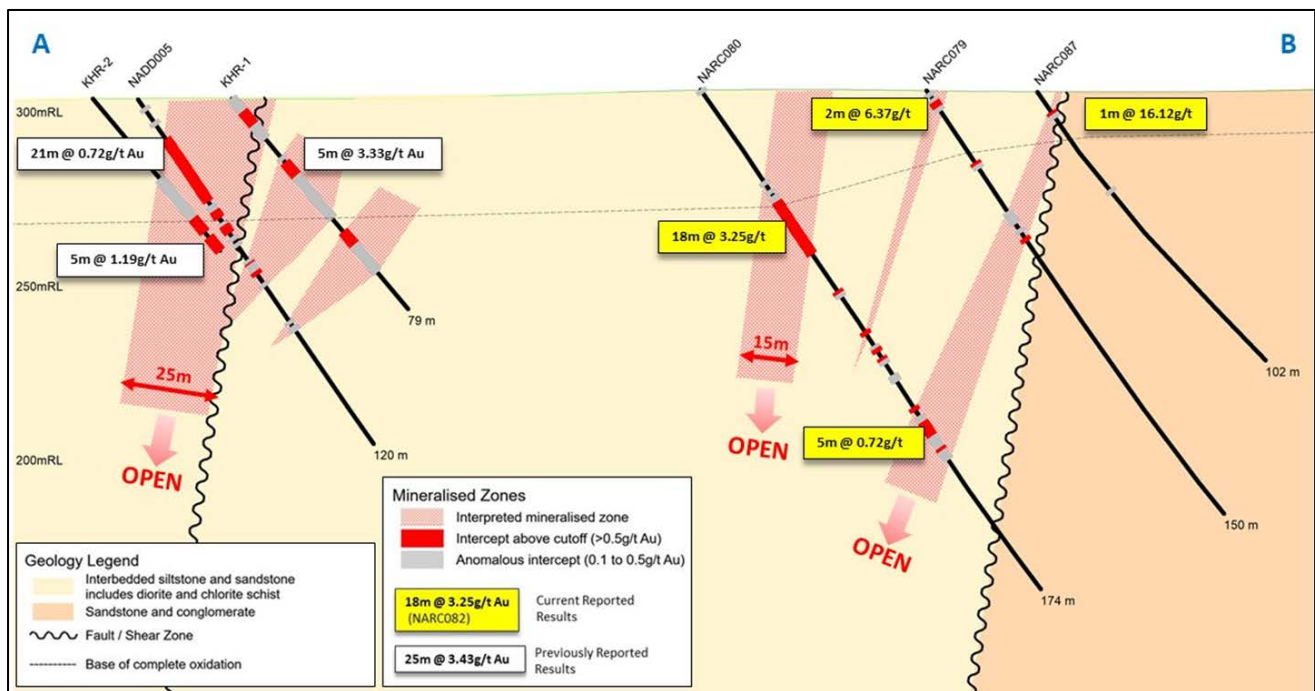 A
B
KHR-2
NADD005
KHR-1
NARC080
NARC079
NARC087
300mRL
2m @ 6.37g/t
1m @ 16.12g/t
21m @ 0.72g/t Au
5m @ 3.33g/t Au
18m @ 3.25g/t
5m @ 1.19g/t Au
250mRL
79 m
15m
102 m
25m
OPEN
5m @ 0.72g/t
120 m
200mRL
OPEN
150 m
OPEN
174 m
Mineralised Zones
Interpreted mineralised zone
Intercept above cutoff (>0.5g/t Au)
Anomalous intercept (0.1 to 0.5g/t Au)
18m @ 3.25g/t Au
(NARC082)
Current Reported
Results
25m @ 3.43g/t Au
Previously Reported
Results
Geology Legend
Interbedded siltstone and sandstone
includes diorite and chlorite schist
Sandstone and conglomerate
Fault / Shear Zone
Base of complete oxidation